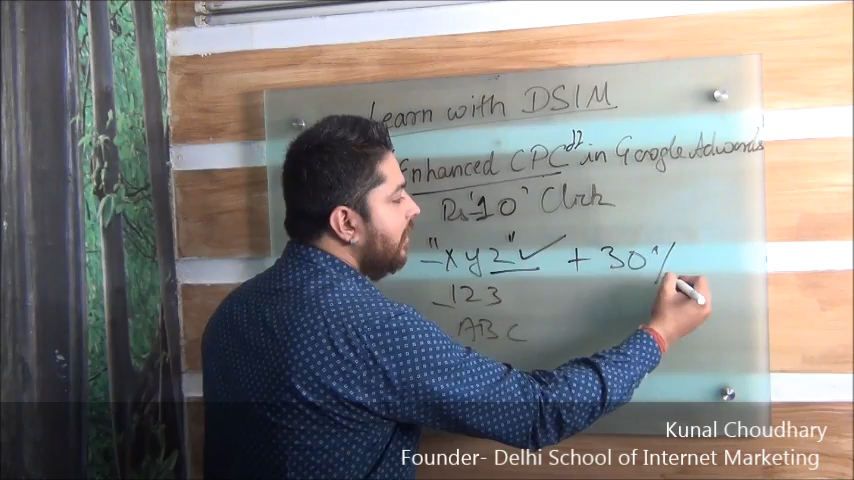 Learn with DSIM
Enhanced CPC in Google Adwords
Rs 10 Click
"xyz" ✓ + 30%
123
ABC
Kunal Choudhary
Founder- Delhi School of Internet Marketing